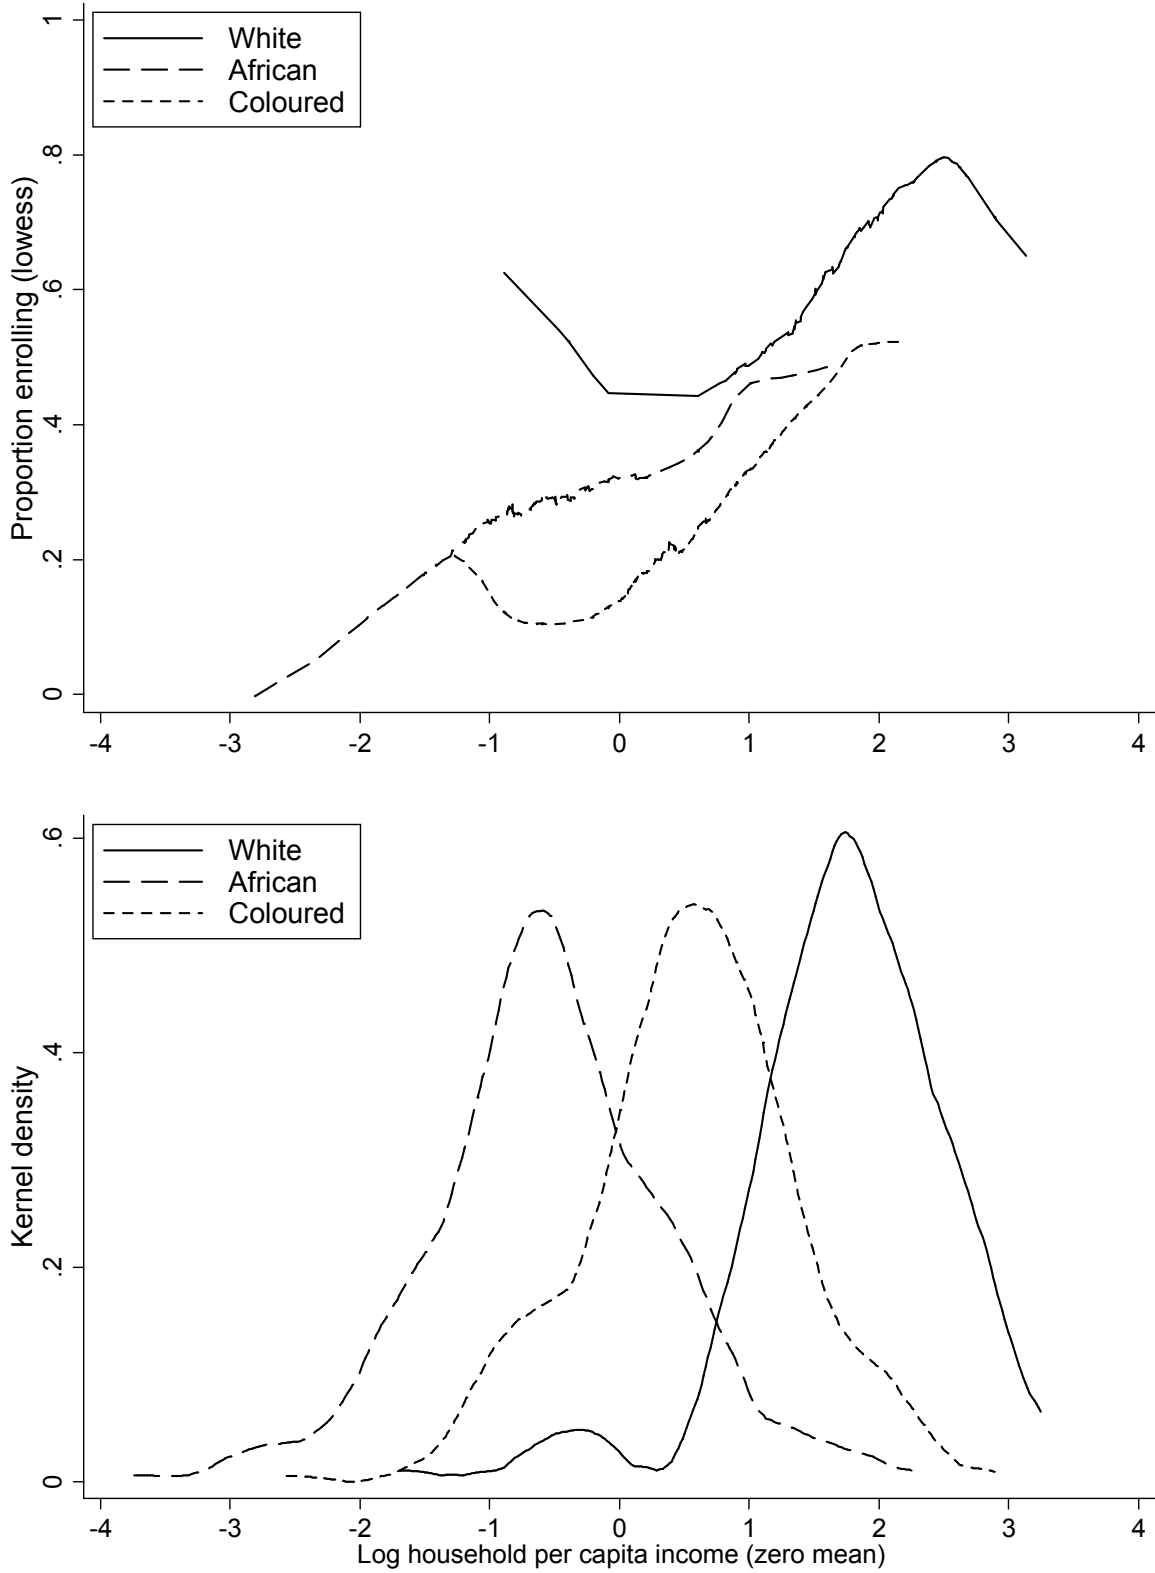 1
.8
.6
.4
.2
0
Proportion enrolling (lowess)
White
African
Coloured
-4 -3 -2 -1 0 1 2 3 4
.6
.4
.2
0
Kernel density
White
African
Coloured
-4 -3 -2 -1 0 1 2 3 4
Log household per capita income (zero mean)